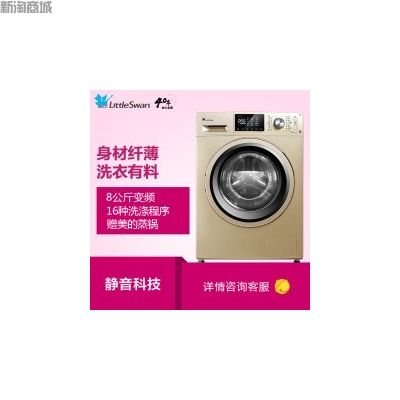 新淘商城
LittleSwan
身材纤薄
洗衣有料
8公斤变频
16种洗涤程序
赠美的蒸锅
静音科技
详情咨询客服